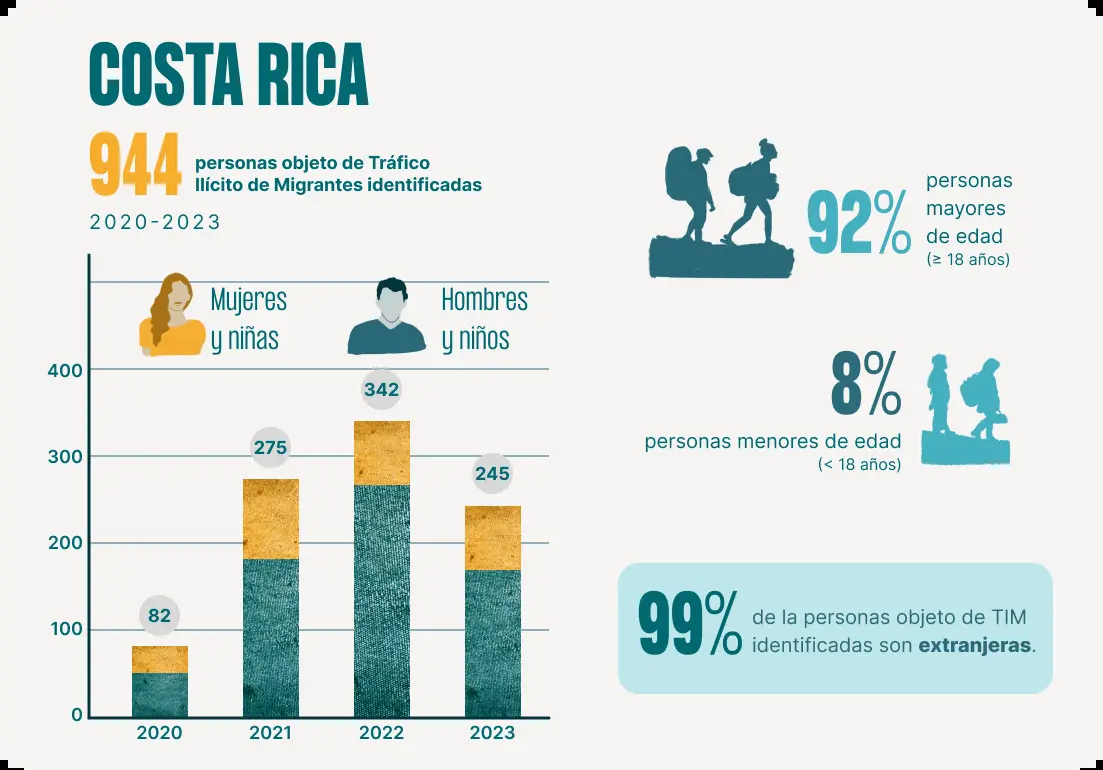 COSTA RICA
944
personas objeto de Tráfico
Ilícito de Migrantes identificadas
2020-2023
Mujeres
y niñas
Hombres
y niños
400
300
200
100
0
82
275
342
245
2020
2021
2022
2023
92%
personas
mayores
de edad
(≥ 18 años)
8%
personas menores de edad
(< 18 años)
99%
de la personas objeto de TIM
identificadas son extranjeras.